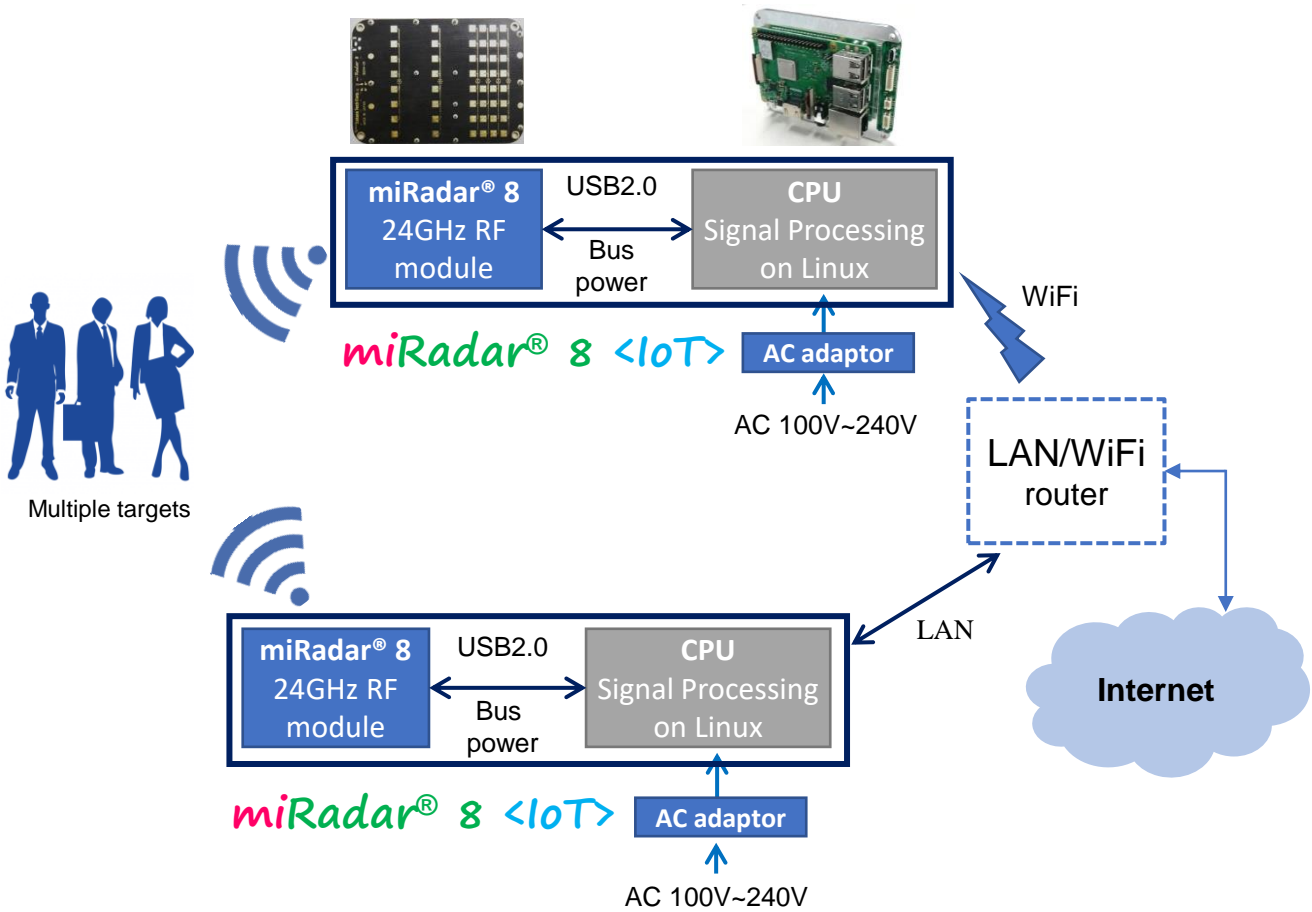 miRadar® 8
24GHz RF
module
USB2.0
Bus
power
CPU
Signal Processing
on Linux
WiFi
miRadar® 8 <IoT>
AC adaptor
AC 100V~240V
LAN/WiFi
router
Multiple targets
miRadar® 8
24GHz RF
module
USB2.0
Bus
power
CPU
Signal Processing
on Linux
LAN
Internet
miRadar® 8 <IoT>
AC adaptor
AC 100V~240V